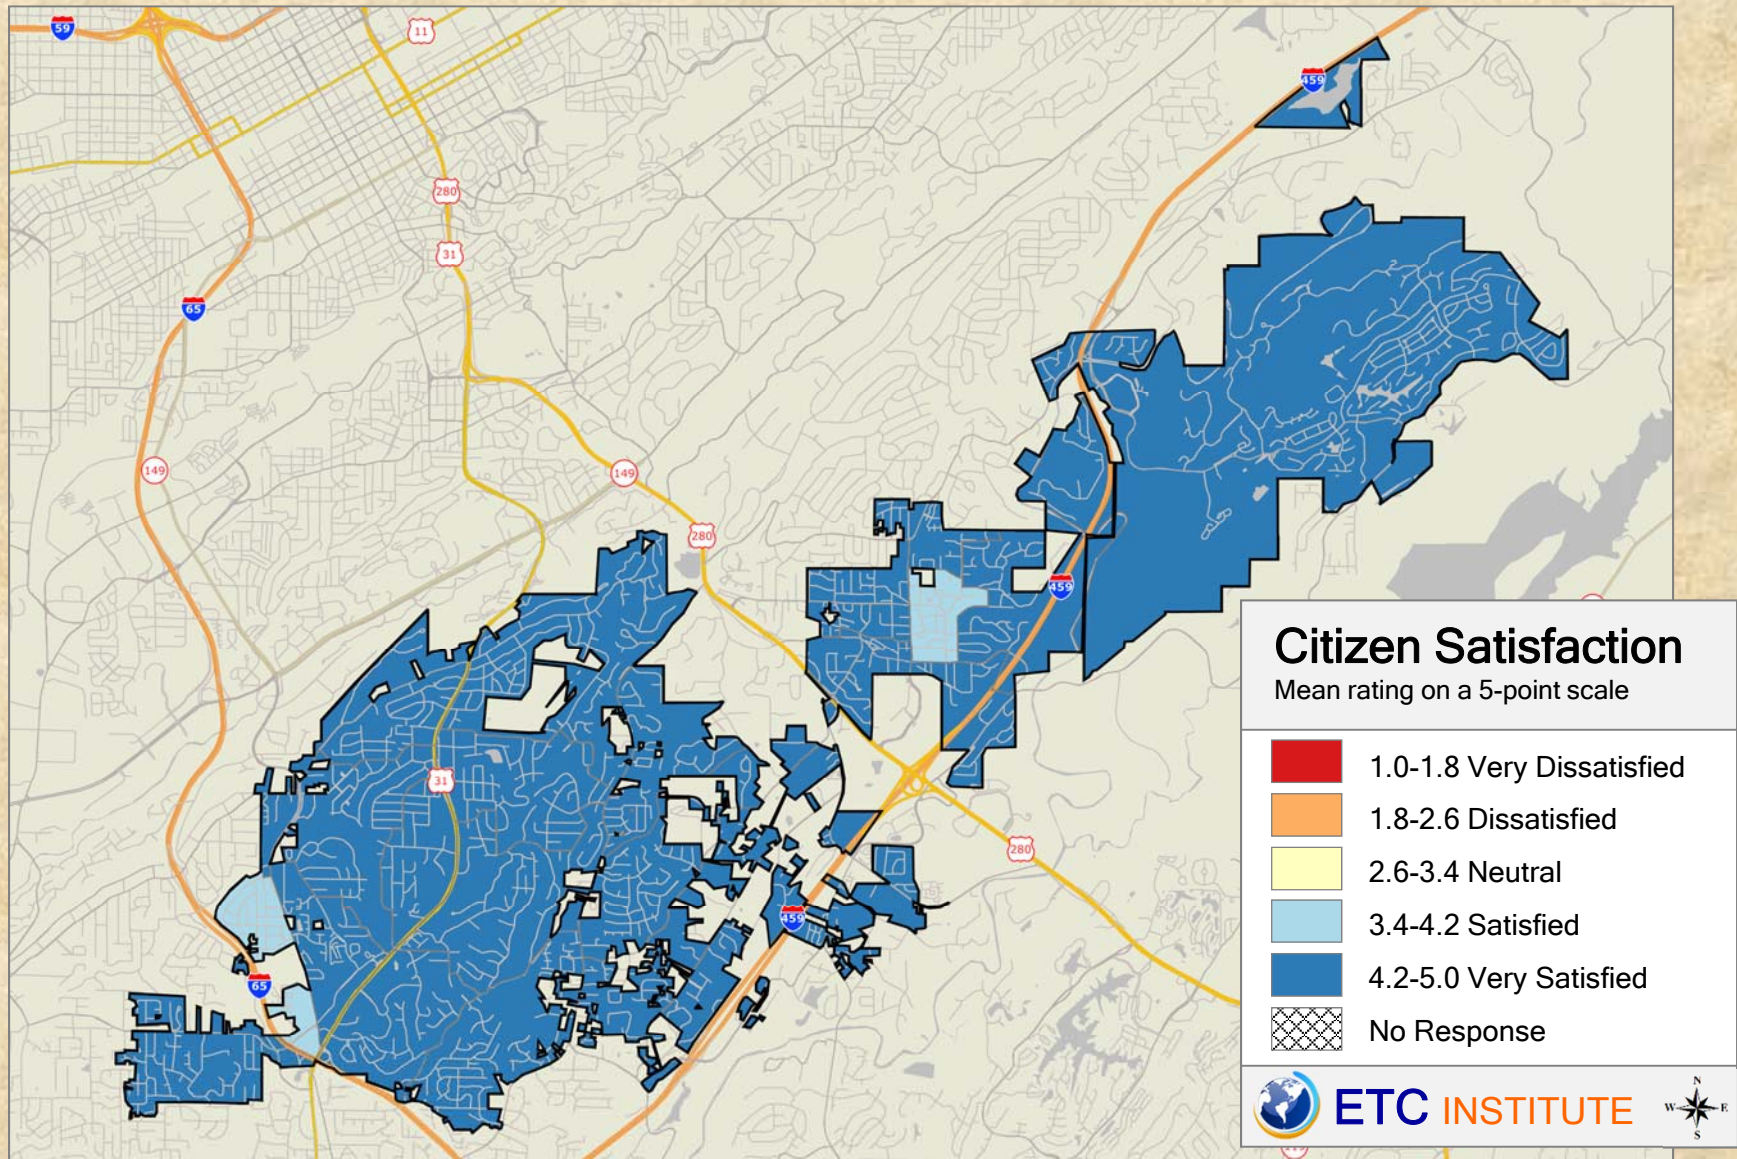 59
11
459
280
31
65
149
149
280
459
31
280
459
65
Citizen Satisfaction
Mean rating on a 5-point scale
1.0-1.8 Very Dissatisfied
1.8-2.6 Dissatisfied
2.6-3.4 Neutral
3.4-4.2 Satisfied
4.2-5.0 Very Satisfied
No Response
ETC INSTITUTE
N
W E
S